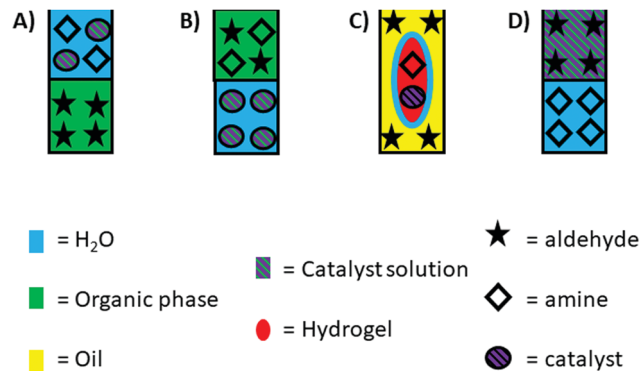 A) B) C) D)
= H₂O = aldehyde
= Catalyst solution
= Organic phase = amine
= Hydrogel
= Oil = catalyst